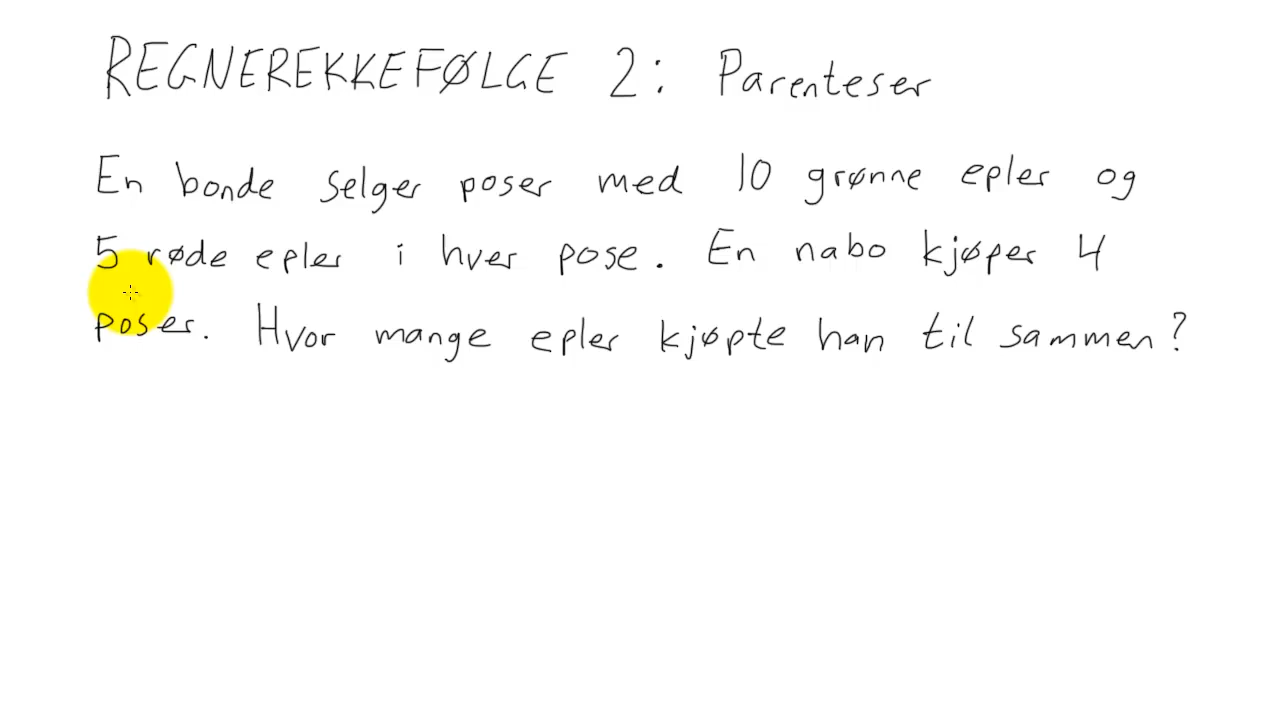 REGNEREKKEFØLGE 2: Parenteser
En bonde selger poser med 10 grønne epler og
5 røde epler i hver pose. En nabo kjøper 4
poser. Hvor mange epler kjøpte han til sammen?